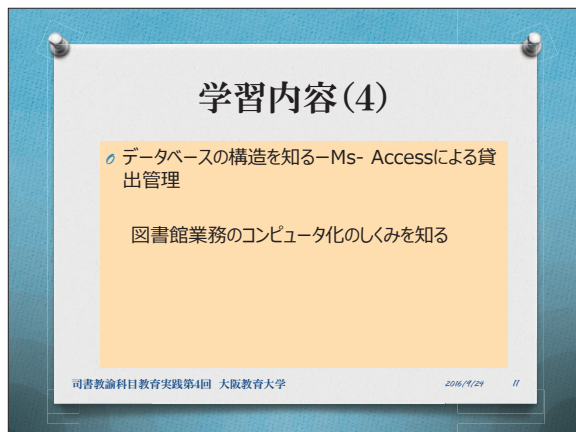 学習内容(4)
データベースの構造を知るーMs- Accessによる貸
出管理
図書館業務のコンピュータ化のしくみを知る
司書教諭科目教育実践第4回 大阪教育大学
2016/9/24
11